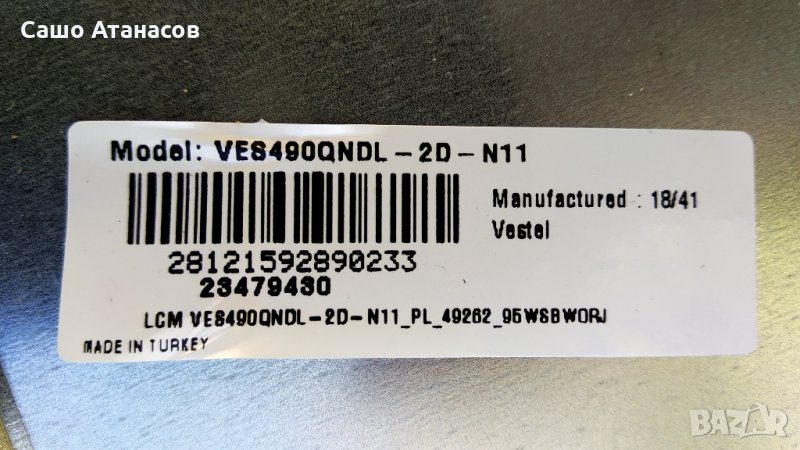 Сашо Атанасов
Model: VES490QNDL-2D-N11
Manufactured : 18/41
Vestel
28121592890233
23479430
LCM VES490QNDL-2D-N11_PL_49262_95WSBWORJ
MADE IN TURKEY
BAZAR